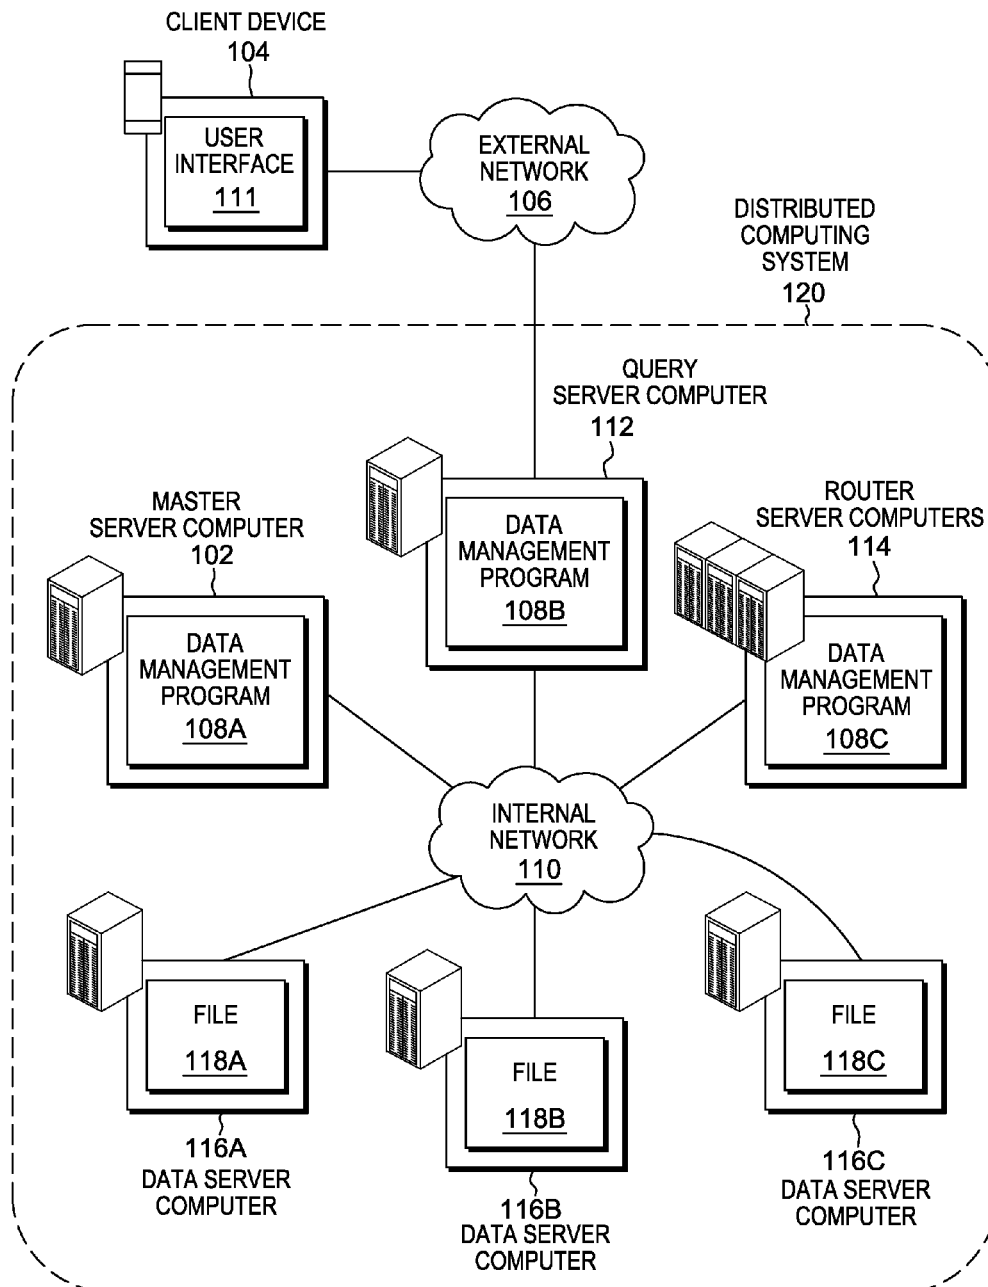 CLIENT DEVICE
104
USER
INTERFACE
111
EXTERNAL
NETWORK
106
DISTRIBUTED
COMPUTING
SYSTEM
120
QUERY
SERVER COMPUTER
112
DATA
MANAGEMENT
PROGRAM
108B
MASTER
SERVER COMPUTER
102
DATA
MANAGEMENT
PROGRAM
108A
ROUTER
SERVER COMPUTERS
114
DATA
MANAGEMENT
PROGRAM
108C
INTERNAL
NETWORK
110
FILE
118A
116A
DATA SERVER
COMPUTER
FILE
118B
116B
DATA SERVER
COMPUTER
FILE
118C
116C
DATA SERVER
COMPUTER